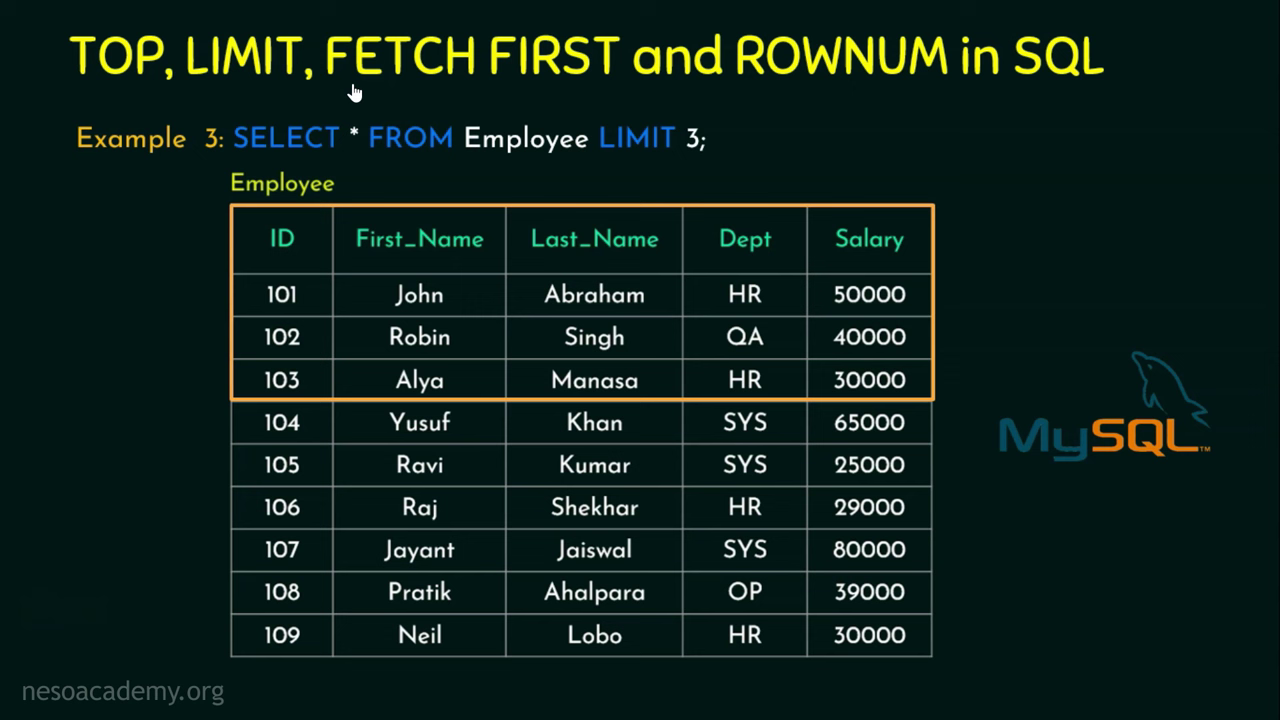 TOP, LIMIT, FETCH FIRST and ROWNUM in SQL
Example 3: SELECT * FROM Employee LIMIT 3;
Employee
ID First_Name Last_Name Dept Salary
101 John Abraham HR 50000
102 Robin Singh QA 40000
103 Alya Manasa HR 30000
104 Yusuf Khan SYS 65000
105 Ravi Kumar SYS 25000
106 Raj Shekhar HR 29000
107 Jayant Jaiswal SYS 80000
108 Pratik Ahalpara OP 39000
109 Neil Lobo HR 30000
MySQL™
nesoacademy.org